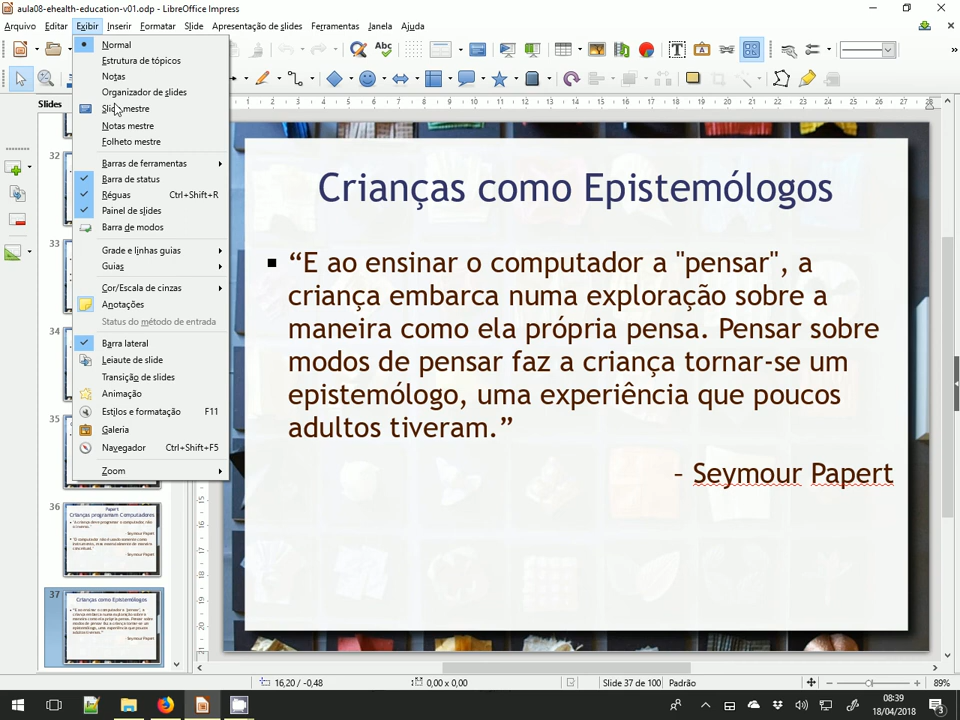 aula08-ehealth-education-v01.odp - LibreOffice Impress
Arquivo Editar Exibir Inserir Formatar Slide Apresentação de slides Ferramentas Janela Ajuda
Normal
Estrutura de tópicos
Notas
Organizador de slides
Slide mestre
Notas mestre
Folheto mestre
Barras de ferramentas
Barra de status
Réguas Ctrl+Shift+R
Painel de slides
Barra de modos
Grade e linhas guias
Guias
Cor/Escala de cinzas
Anotações
Status do método de entrada
Barra lateral
Leiaute de slide
Transição de slides
Animação
Estilos e formatação F11
Galeria
Navegador Ctrl+Shift+F5
Zoom
Slides
32
33
34
35
36
Papert
Crianças programam Computadores
37
Crianças como Epistemólogos
Crianças como Epistemólogos
“E ao ensinar o computador a "pensar", a
criança embarca numa exploração sobre a
maneira como ela própria pensa. Pensar sobre
modos de pensar faz a criança tornar-se um
epistemólogo, uma experiência que poucos
adultos tiveram.”
– Seymour Papert
16,20 / -0,48 0,00 x 0,00 Slide 37 de 100 Padrão 89%
08:39
18/04/2018
3